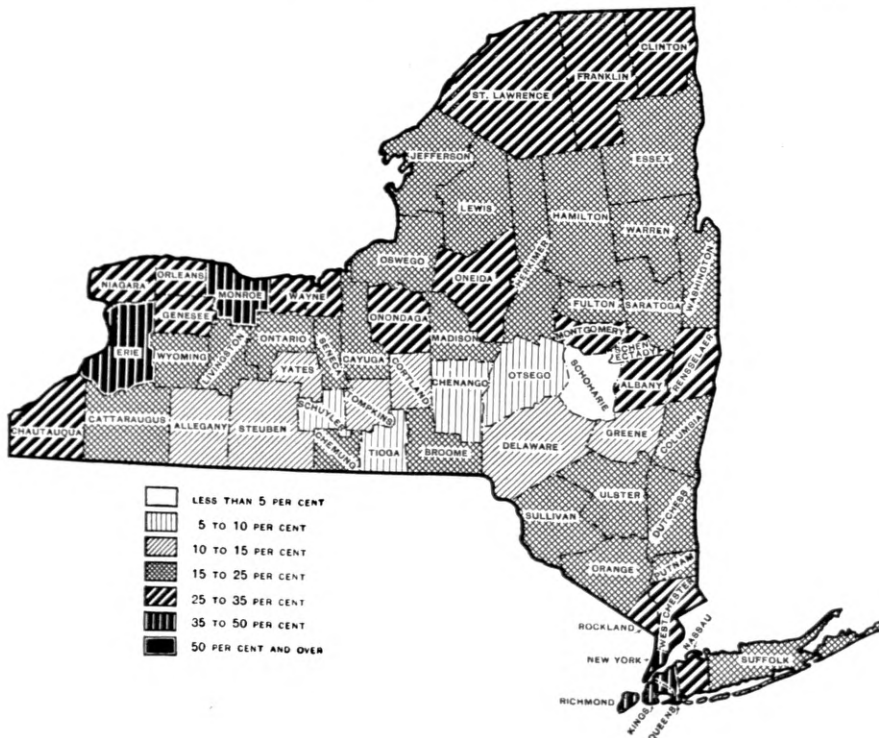 CLINTON
FRANKLIN
ST. LAWRENCE
JEFFERSON
ESSEX
LEWIS
HAMILTON
WARREN
OSWEGO
ONEIDA
HERKIMER
WASHINGTON
ORLEANS
NIAGARA
MONROE
WAYNE
FULTON
SARATOGA
GENESEE
ONONDAGA
MADISON
MONTGOMERY
SCHEN-
ECTADY
RENSSELAER
ERIE
WYOMING
LIVINGSTON
ONTARIO
SENECA
CAYUGA
YATES
CORTLAND
CHENANGO
OTSEGO
SCHOHARIE
ALBANY
SCHUYLER
TOMPKINS
CHAUTAUQUA
CATTARAUGUS
ALLEGANY
STEUBEN
CHEMUNG
TIOGA
BROOME
DELAWARE
GREENE
COLUMBIA
ULSTER
SULLIVAN
DUTCHESS
ORANGE
PUTNAM
WESTCHESTER
ROCKLAND
NASSAU
NEW YORK
SUFFOLK
RICHMOND
KINGS
QUEENS
LESS THAN 5 PER CENT
5 TO 10 PER CENT
10 TO 15 PER CENT
15 TO 25 PER CENT
25 TO 35 PER CENT
35 TO 50 PER CENT
50 PER CENT AND OVER